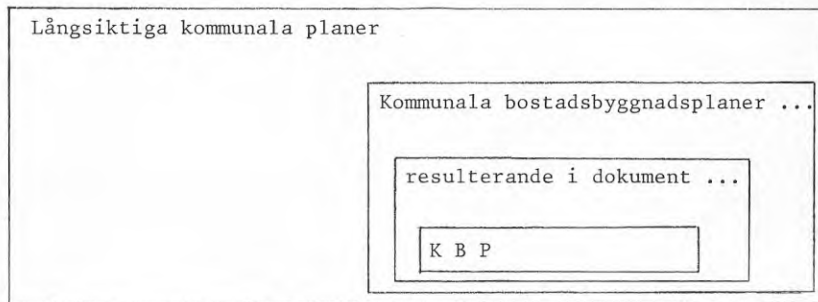 Långsiktiga kommunala planer
Kommunala bostadsbyggnadsplaner ...
resulterande i dokument ...
K B P